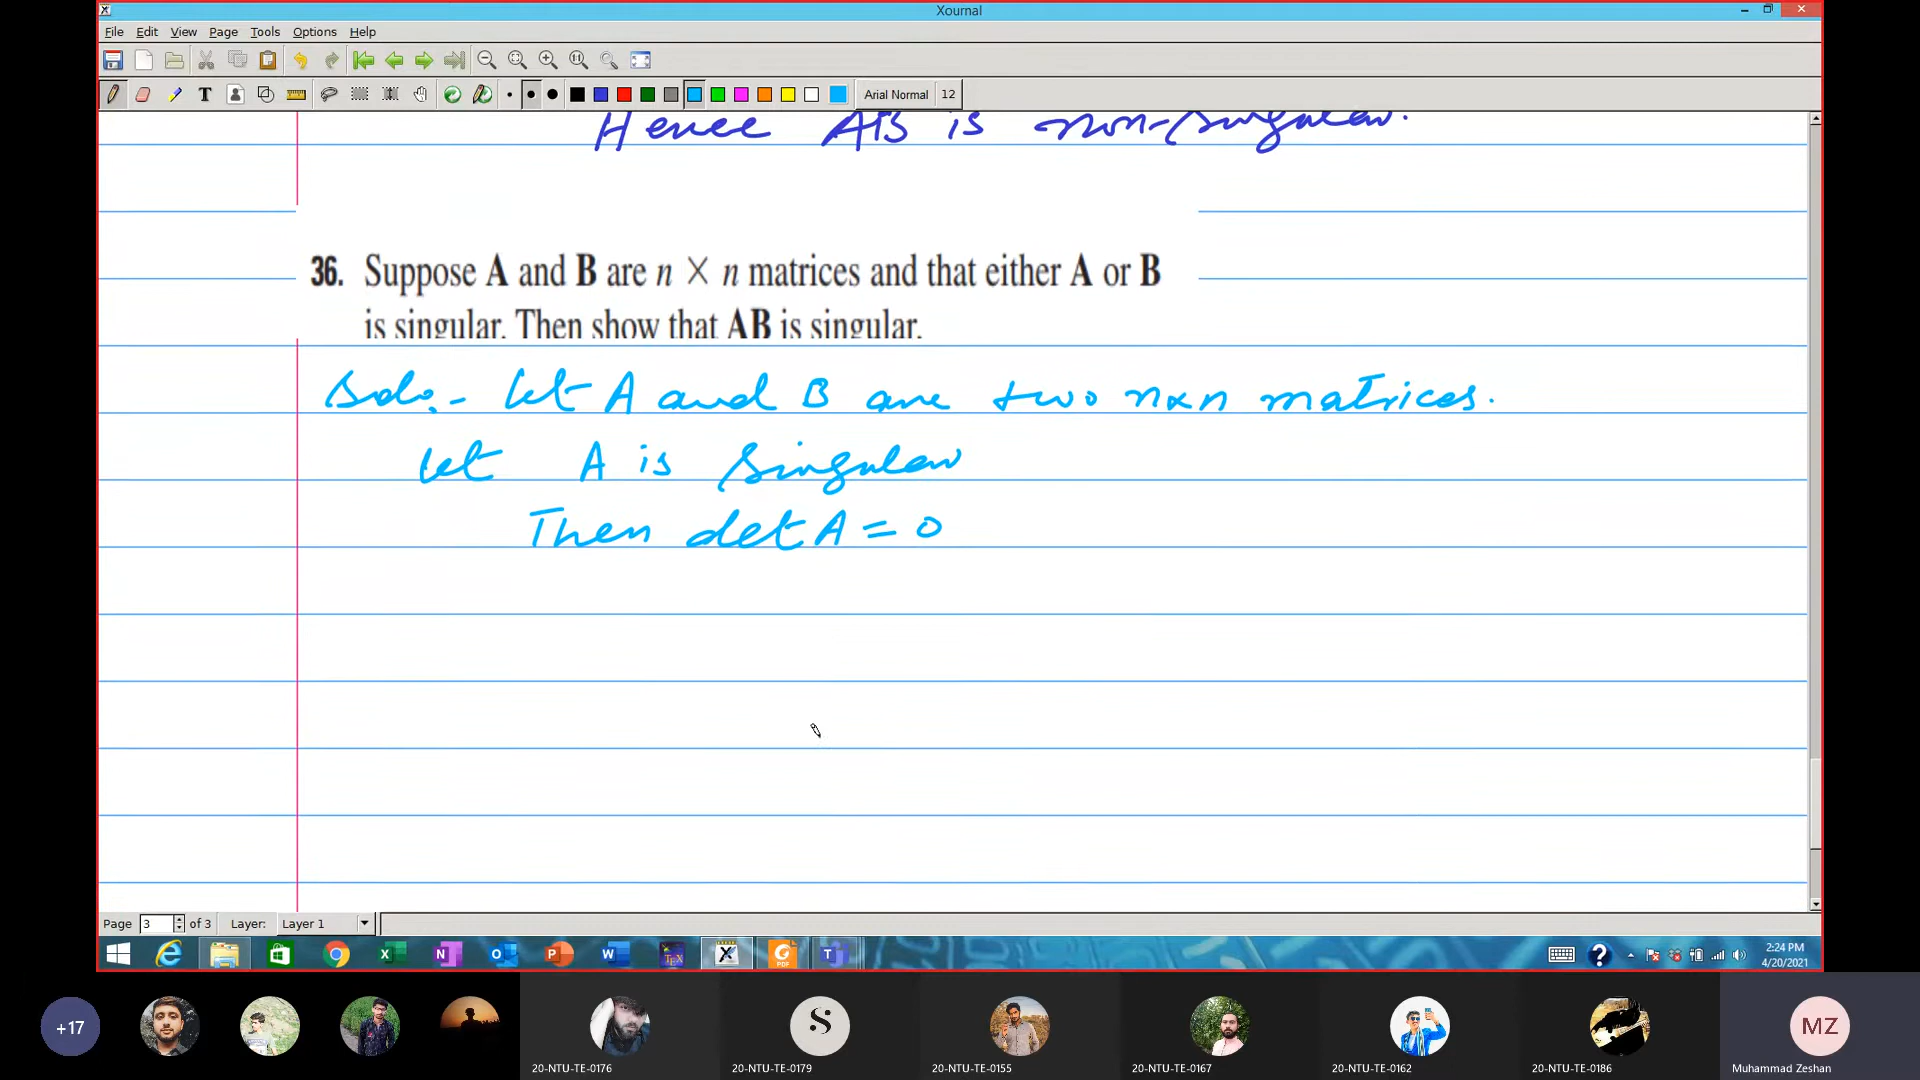 Xournal
File Edit View Page Tools Options Help
Arial Normal 12
Hence AB is non-singular.
36. Suppose A and B are n × n matrices and that either A or B
is singular. Then show that AB is singular.
Sol:- Let A and B are two n×n matrices.
Let A is singular
Then det A = 0
Page 3 of 3 Layer: Layer 1
2:24 PM
4/20/2021
+17
S
MZ
20-NTU-TE-0176 20-NTU-TE-0179 20-NTU-TE-0155 20-NTU-TE-0167 20-NTU-TE-0162 20-NTU-TE-0186 Muhammad Zeshan